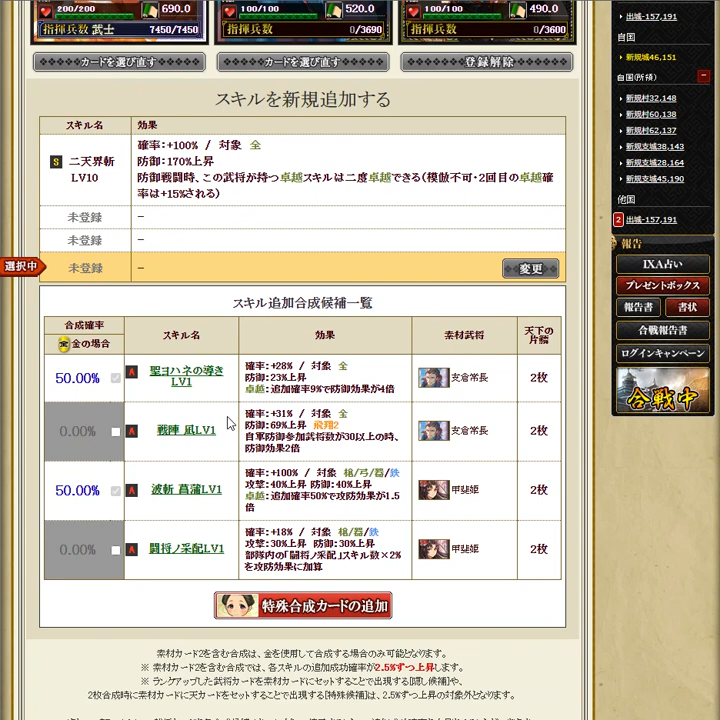 200/200 690.0
指揮兵数 武士 7450/7450
カードを選び直す
100/100 520.0
指揮兵数 0/3690
カードを選び直す
100/100 490.0
指揮兵数 0/3600
登録解除
スキルを新規追加する
スキル名 効果
S 二天界斬
LV10
確率:+100% / 対象 全
防御:170%上昇
防御戦闘時、この武将が持つ卓越スキルは二度卓越できる(模倣不可・2回目の卓越確
率は+15%される)
未登録 −
未登録 −
選択中 未登録 − 変更
スキル追加合成候補一覧
合成確率
金の場合
スキル名 効果 素材武将 天下の
片鱗
50.00% A 聖ヨハネの導き
LV1
確率:+28% / 対象 全
防御:23%上昇
卓越:追加確率9%で防御効果が4倍
支倉常長 2枚
0.00% A 戦陣 凪LV1
確率:+31% / 対象 全
防御:69%上昇 飛翔2
自軍防御参加武将数が30以上の時、
防御効果2倍
支倉常長 2枚
50.00% A 波斬 菖蒲LV1
確率:+100% / 対象 槍/弓/器/鉄
攻撃:40%上昇 防御:40%上昇
卓越:追加確率50%で攻防効果が1.5
倍
甲斐姫 2枚
0.00% A 闘将ノ采配LV1
確率:+18% / 対象 槍/器/鉄
攻撃:30%上昇 防御:30%上昇
部隊内の「闘将ノ采配」スキル数×2%
を攻防効果に加算
甲斐姫 2枚
特殊合成カードの追加
素材カード2を含む合成は、金を使用して合成する場合のみ可能となります。
※ 素材カード2を含む合成では、各スキルの追加成功確率が2.5%ずつ上昇します。
※ ランクアップした武将カードを素材カードにセットすることで出現する[隠し候補]や、
2枚合成時に素材カードに天カードをセットすることで出現する[特殊候補]は、2.5%ずつ上昇の対象外となります。
出城-157,191
自国
新規城46,151
自国(所領)
新規村32,148
新規村60,138
新規村62,137
新規支城38,143
新規支城28,164
新規支城45,190
他国
2 出城-157,191
報告
IXA占い
プレゼントボックス
報告書 書状
合戦報告書
ログインキャンペーン
合戦中